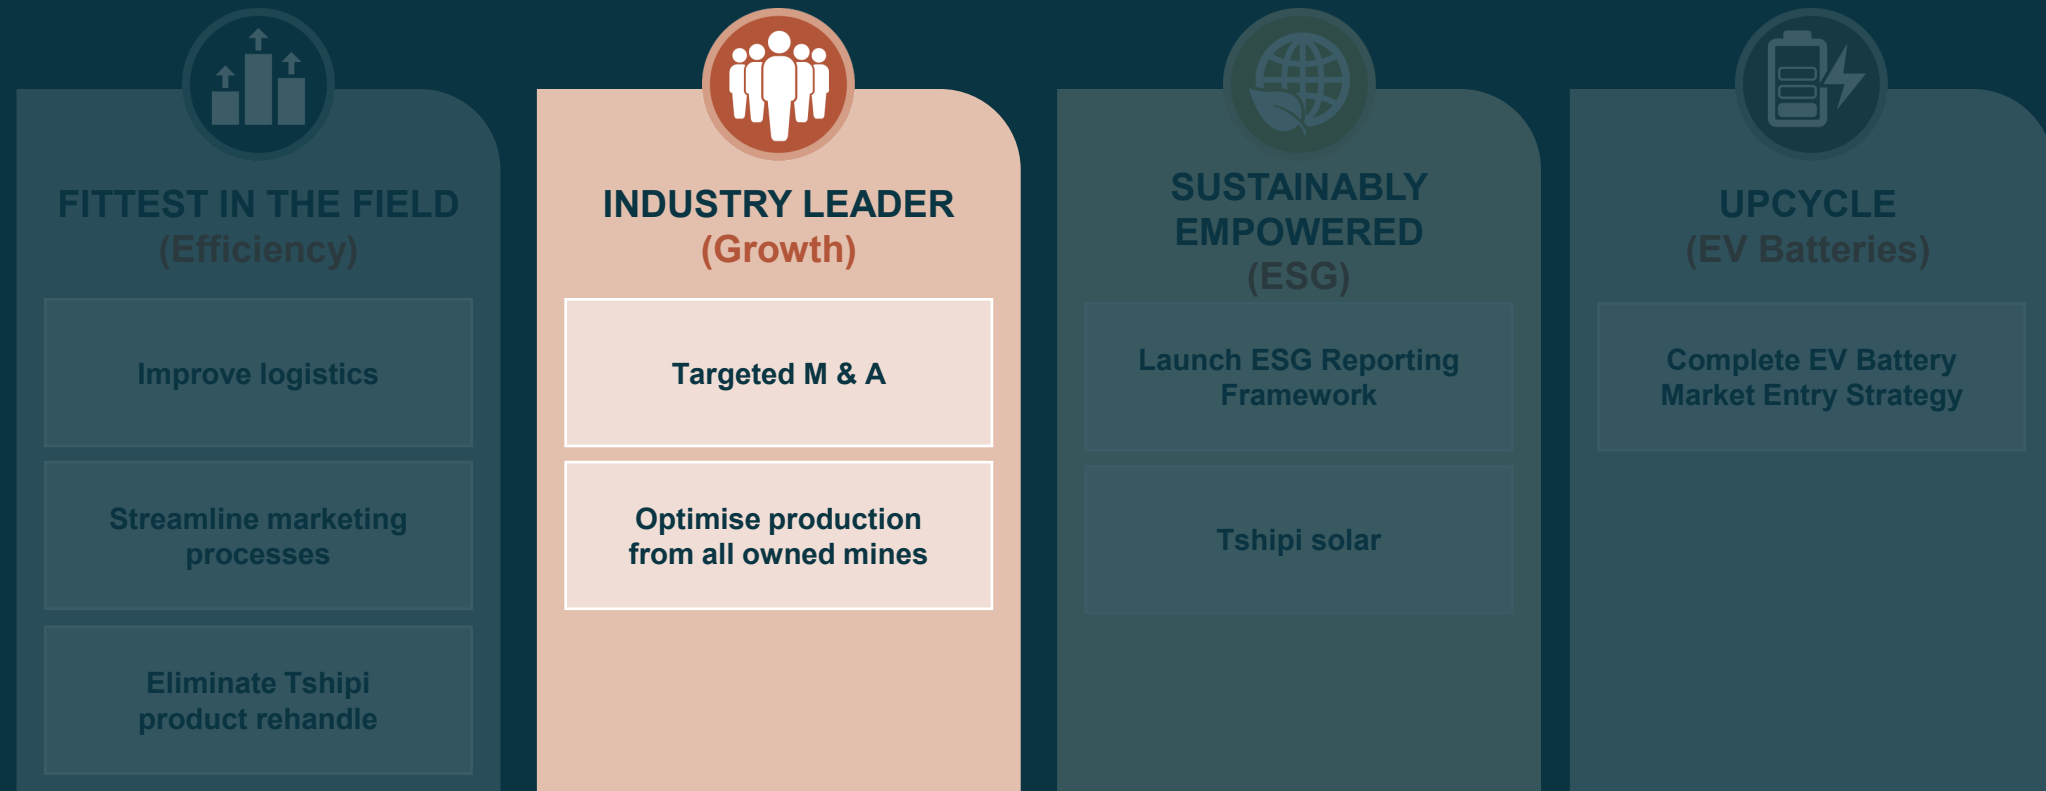 FITTEST IN THE FIELD
(Efficiency)
Improve logistics
Streamline marketing
processes
Eliminate Tshipi
product rehandle
INDUSTRY LEADER
(Growth)
Targeted M & A
Optimise production
from all owned mines
SUSTAINABLY
EMPOWERED
(ESG)
Launch ESG Reporting
Framework
Tshipi solar
UPCYCLE
(EV Batteries)
Complete EV Battery
Market Entry Strategy